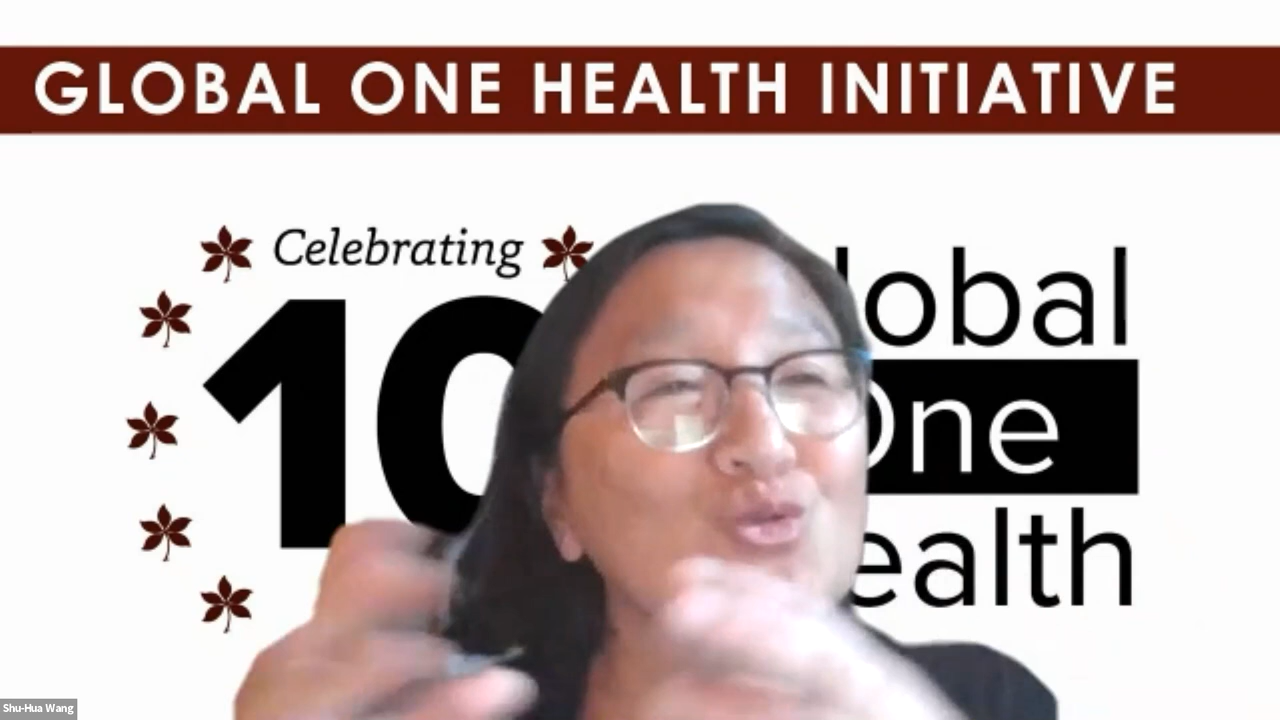 GLOBAL ONE HEALTH INITIATIVE
Celebrating
10
lobal
One
ealth
Shu-Hua Wang